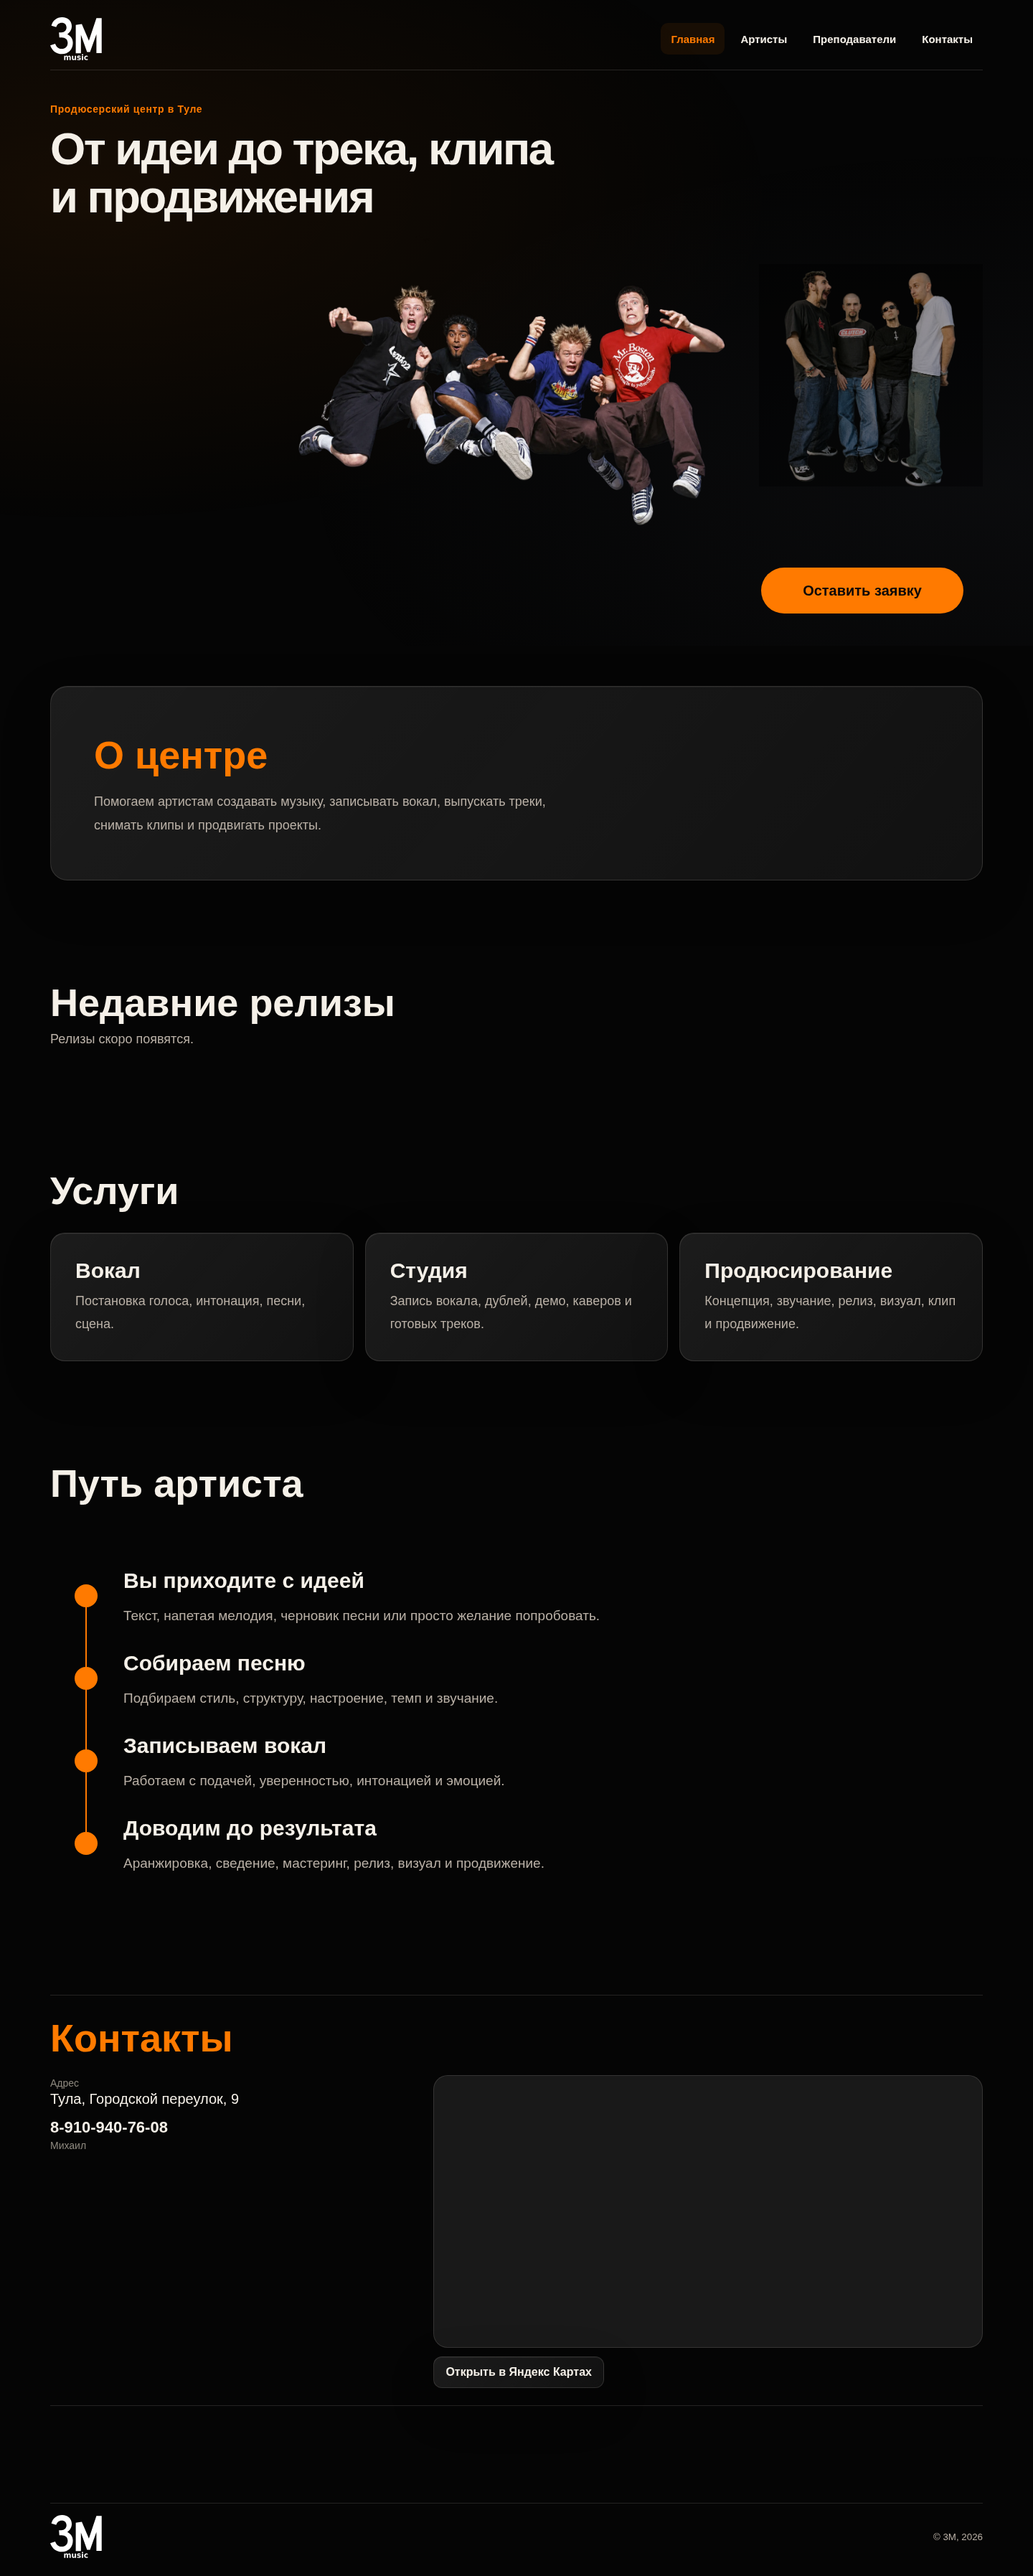 3M
music
Главная
Артисты
Преподаватели
Контакты
Продюсерский центр в Туле
От идеи до трека, клипа
и продвижения
Mr. Boston
Оставить заявку
О центре
Помогаем артистам создавать музыку, записывать вокал, выпускать треки,
снимать клипы и продвигать проекты.
Недавние релизы
Релизы скоро появятся.
Услуги
Вокал
Постановка голоса, интонация, песни,
сцена.
Студия
Запись вокала, дублей, демо, каверов и
готовых треков.
Продюсирование
Концепция, звучание, релиз, визуал, клип
и продвижение.
Путь артиста
Вы приходите с идеей
Текст, напетая мелодия, черновик песни или просто желание попробовать.
Собираем песню
Подбираем стиль, структуру, настроение, темп и звучание.
Записываем вокал
Работаем с подачей, уверенностью, интонацией и эмоцией.
Доводим до результата
Аранжировка, сведение, мастеринг, релиз, визуал и продвижение.
Контакты
Адрес
Тула, Городской переулок, 9
8-910-940-76-08
Михаил
Открыть в Яндекс Картах
3M
music
© 3M, 2026